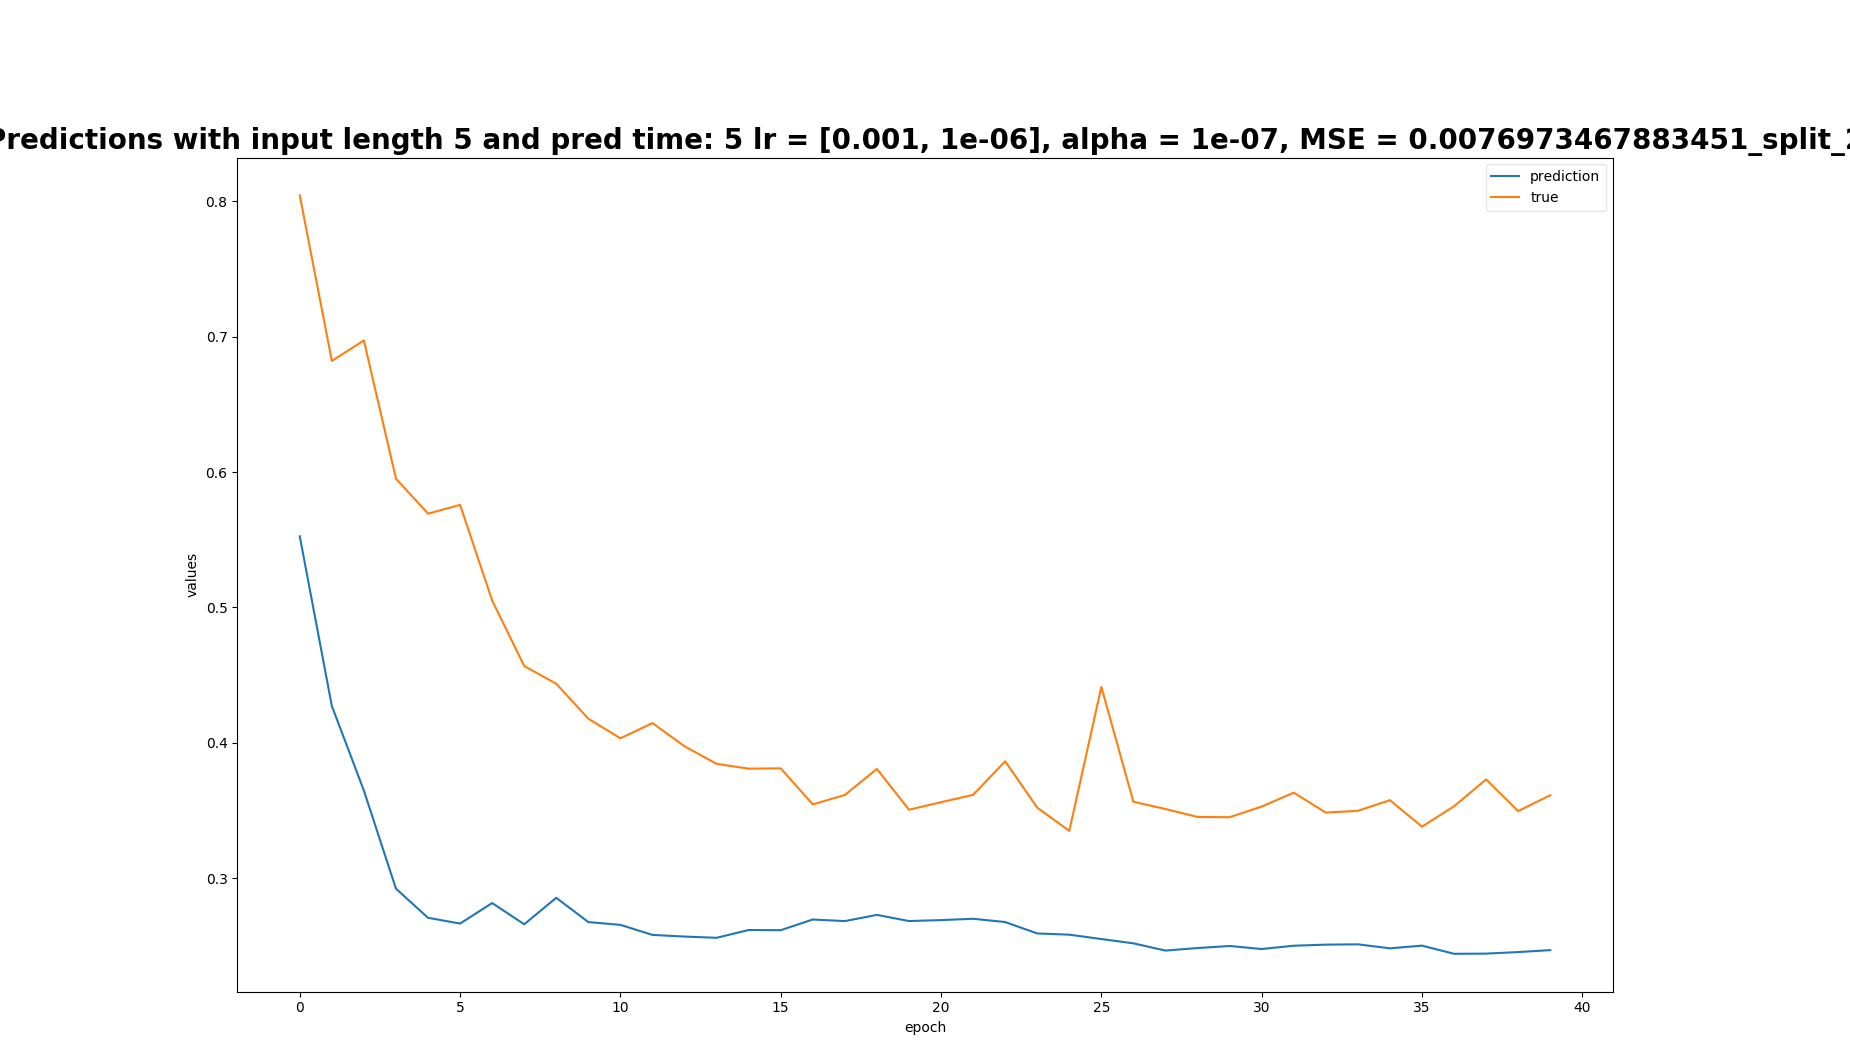 Predictions with input length 5 and pred time: 5 lr = [0.001, 1e-06], alpha = 1e-07, MSE = 0.0076973467883451_split_2
prediction
true
0.8
0.7
0.6
0.5
0.4
0.3
values
0 5 10 15 20 25 30 35 40
epoch